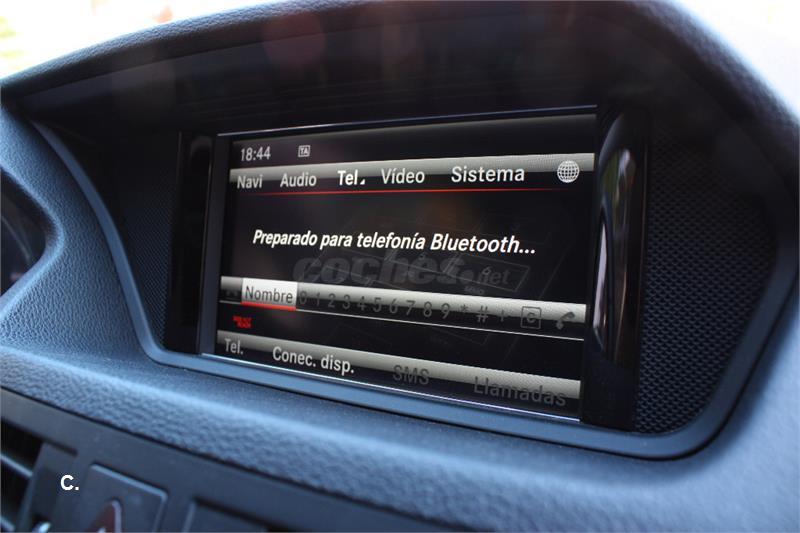 18:44 TA
Navi Audio Tel Vídeo Sistema
Preparado para telefonía Bluetooth...
coches.net
Nombre 0 1 2 3 4 5 6 7 8 9 * # + C
Tel. Conec. disp. SMS Llamadas
C.